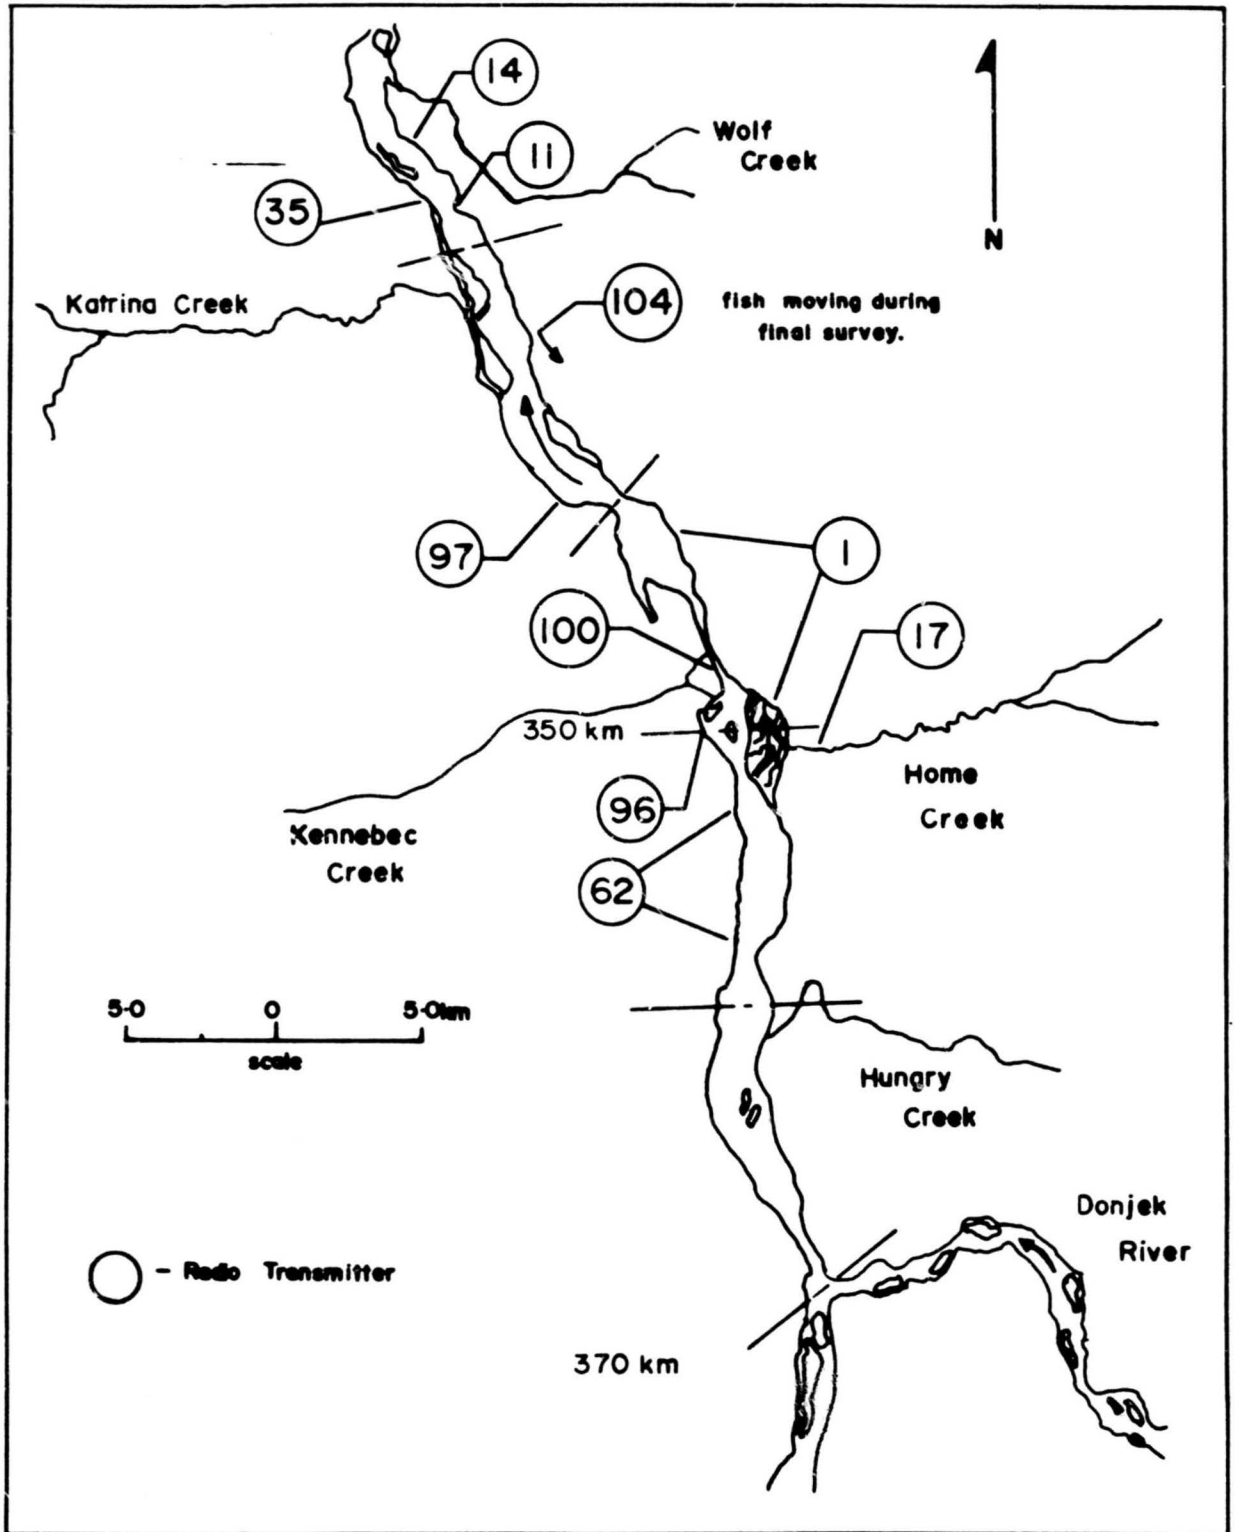 14
Wolf
Creek
11
35
N
Katrina Creek
104
fish moving during
final survey.
97
1
100
17
350 km
Home
Creek
96
Kennebec
Creek
62
5·0 0 5·0km
scale
Hungry
Creek
Donjek
River
- Radio Transmitter
370 km